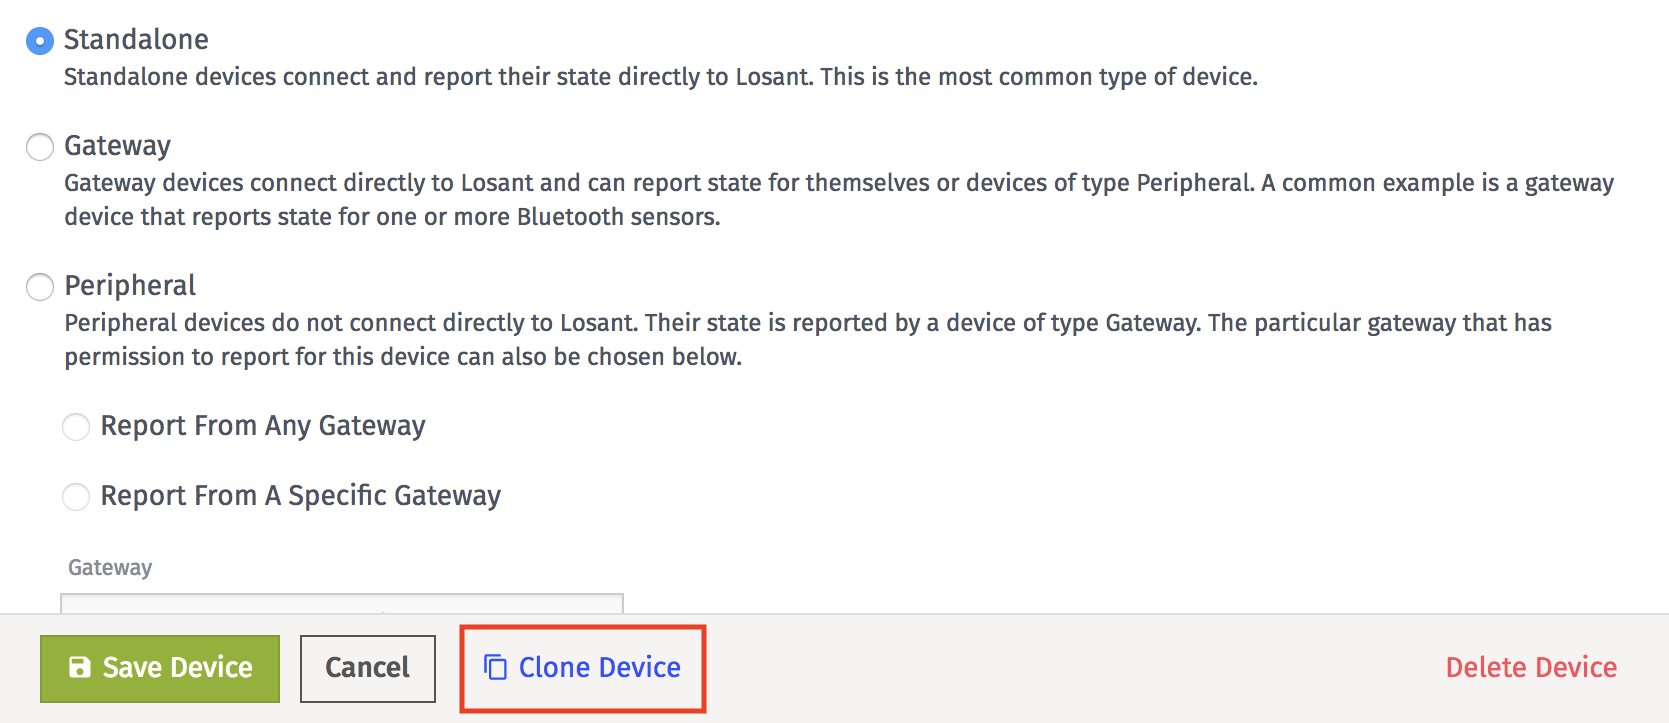 Standalone
Standalone devices connect and report their state directly to Losant. This is the most common type of device.
Gateway
Gateway devices connect directly to Losant and can report state for themselves or devices of type Peripheral. A common example is a gateway
device that reports state for one or more Bluetooth sensors.
Peripheral
Peripheral devices do not connect directly to Losant. Their state is reported by a device of type Gateway. The particular gateway that has
permission to report for this device can also be chosen below.
Report From Any Gateway
Report From A Specific Gateway
Gateway
Save Device
Cancel
Clone Device
Delete Device